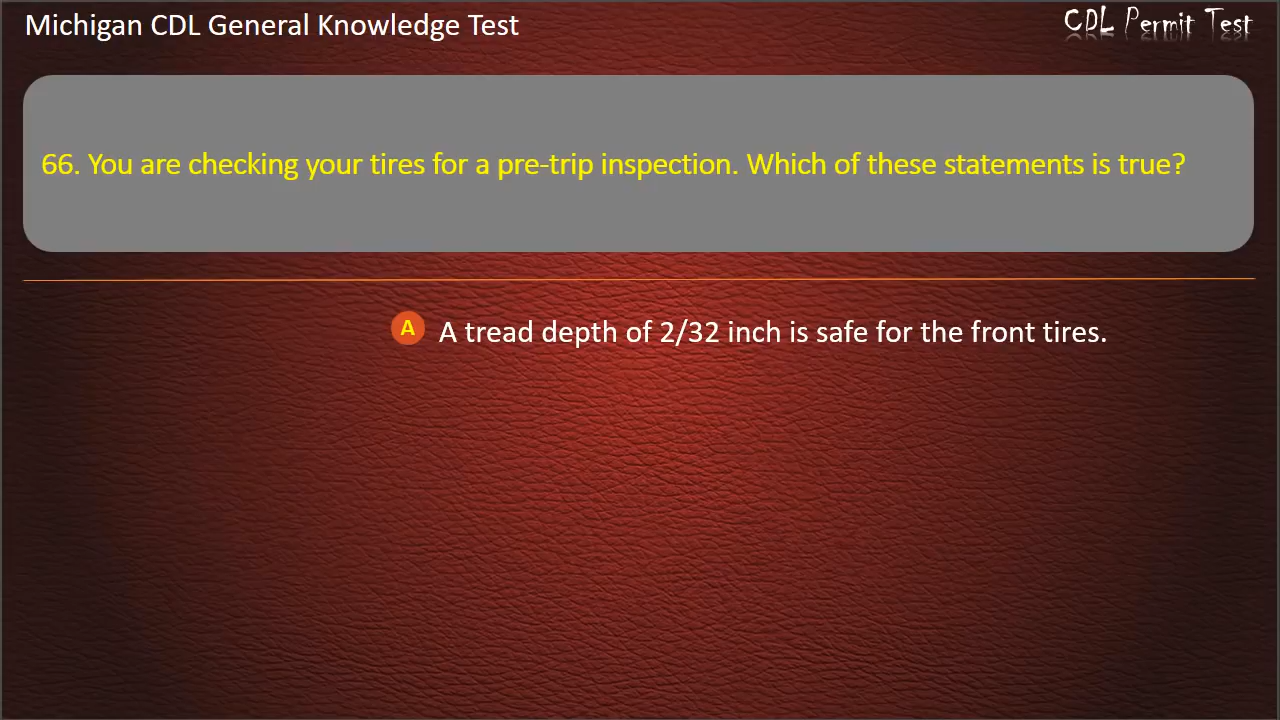 Michigan CDL General Knowledge Test
CDL Permit Test
66. You are checking your tires for a pre-trip inspection. Which of these statements is true?
A A tread depth of 2/32 inch is safe for the front tires.